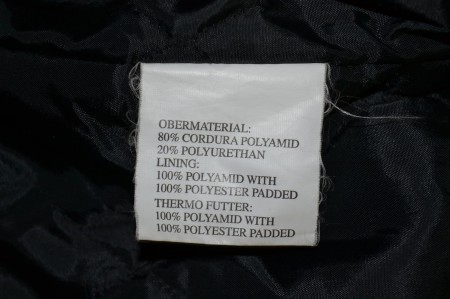 OBERMATERIAL:
80% CORDURA POLYAMID
20% POLYURETHAN
LINING:
100% POLYAMID WITH
100% POLYESTER PADDED
THERMO FUTTER:
100% POLYAMID WITH
100% POLYESTER PADDED